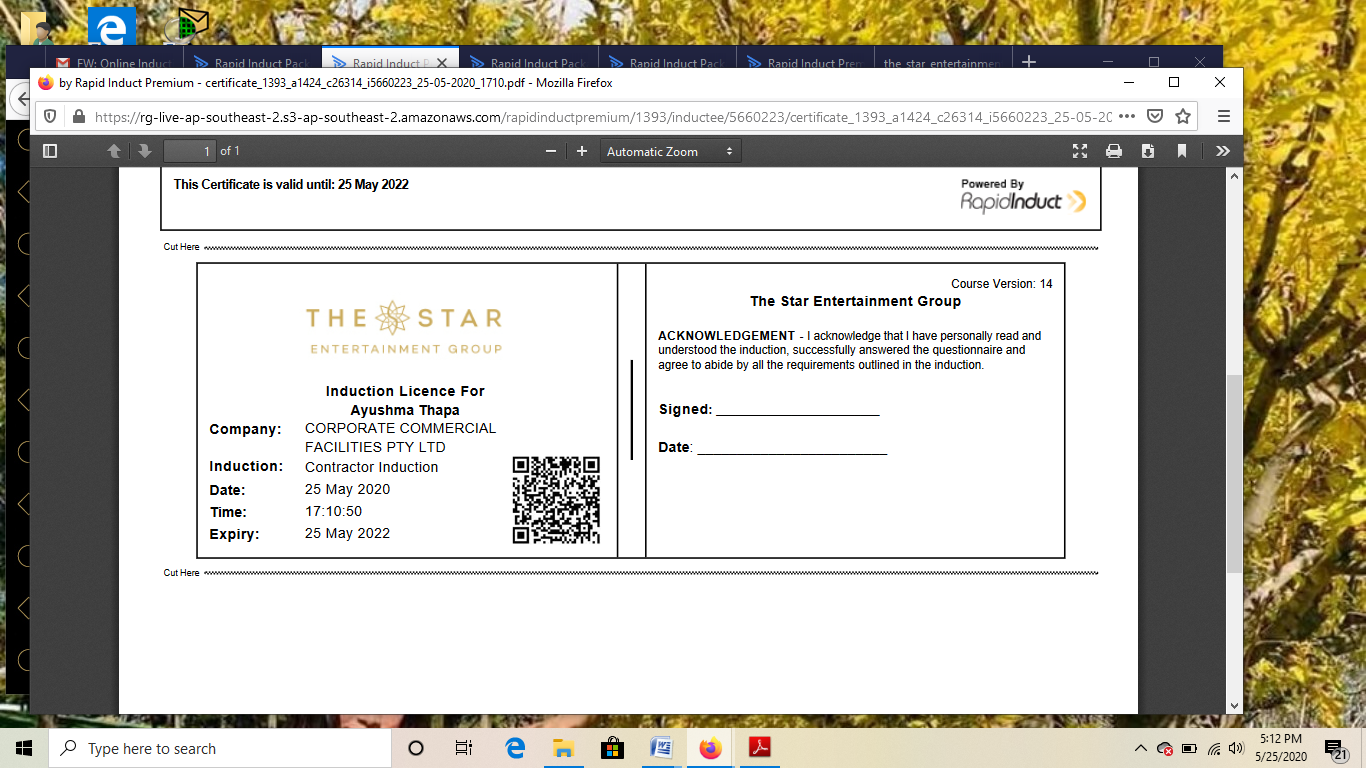 FW: Online Induct
Rapid Induct Pack
Rapid Induct P
Rapid Induct Pack
Rapid Induct Pack
Rapid Induct Prem
the_star_entertainmen
by Rapid Induct Premium - certificate_1393_a1424_c26314_i5660223_25-05-2020_1710.pdf - Mozilla Firefox
https://rg-live-ap-southeast-2.s3-ap-southeast-2.amazonaws.com/rapidinductpremium/1393/inductee/5660223/certificate_1393_a1424_c26314_i5660223_25-05-20
1 of 1
Automatic Zoom
This Certificate is valid until: 25 May 2022
Powered By
RapidInduct
Cut Here
THE STAR
ENTERTAINMENT GROUP
Induction Licence For
Ayushma Thapa
Company: CORPORATE COMMERCIAL
FACILITIES PTY LTD
Induction: Contractor Induction
Date: 25 May 2020
Time: 17:10:50
Expiry: 25 May 2022
Course Version: 14
The Star Entertainment Group
ACKNOWLEDGEMENT - I acknowledge that I have personally read and
understood the induction, successfully answered the questionnaire and
agree to abide by all the requirements outlined in the induction.
Signed:
Date:
Cut Here
Type here to search
5:12 PM
5/25/2020
21